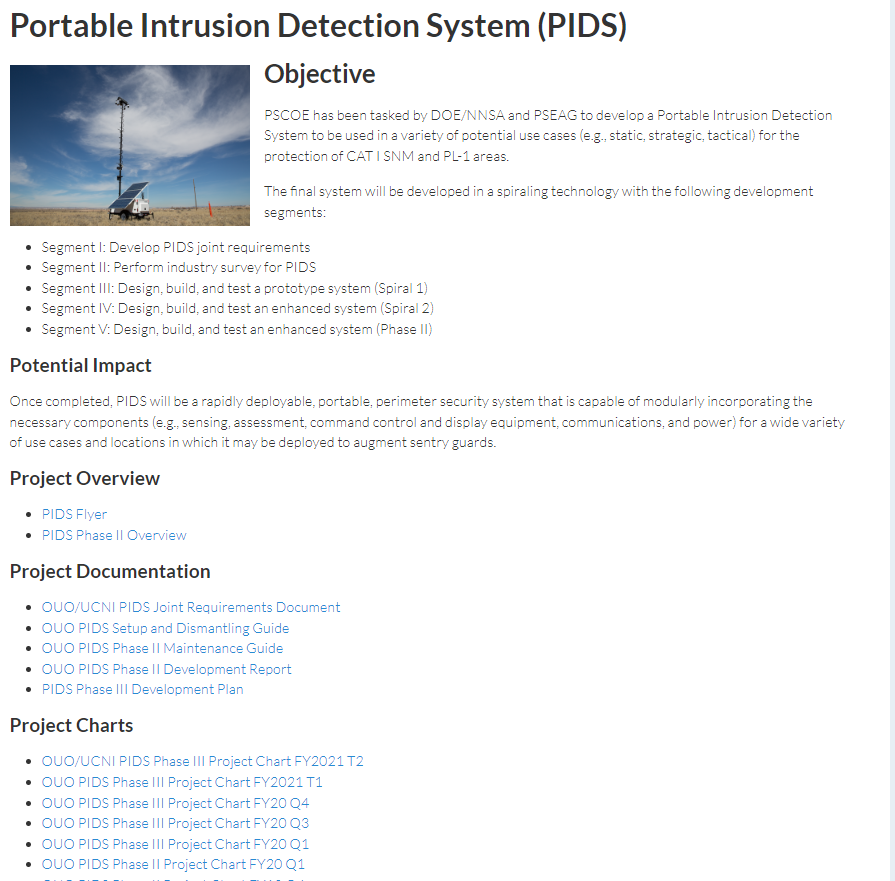 Portable Intrusion Detection System (PIDS)
Objective
PSCOE has been tasked by DOE/NNSA and PSEAG to develop a Portable Intrusion Detection
System to be used in a variety of potential use cases (e.g., static, strategic, tactical) for the
protection of CAT I SNM and PL-1 areas.
The final system will be developed in a spiraling technology with the following development
segments:
Segment I: Develop PIDS joint requirements
Segment II: Perform industry survey for PIDS
Segment III: Design, build, and test a prototype system (Spiral 1)
Segment IV: Design, build, and test an enhanced system (Spiral 2)
Segment V: Design, build, and test an enhanced system (Phase II)
Potential Impact
Once completed, PIDS will be a rapidly deployable, portable, perimeter security system that is capable of modularly incorporating the
necessary components (e.g., sensing, assessment, command control and display equipment, communications, and power) for a wide variety
of use cases and locations in which it may be deployed to augment sentry guards.
Project Overview
PIDS Flyer
PIDS Phase II Overview
Project Documentation
OUO/UCNI PIDS Joint Requirements Document
OUO PIDS Setup and Dismantling Guide
OUO PIDS Phase II Maintenance Guide
OUO PIDS Phase II Development Report
PIDS Phase III Development Plan
Project Charts
OUO/UCNI PIDS Phase III Project Chart FY2021 T2
OUO PIDS Phase III Project Chart FY2021 T1
OUO PIDS Phase III Project Chart FY20 Q4
OUO PIDS Phase III Project Chart FY20 Q3
OUO PIDS Phase III Project Chart FY20 Q1
OUO PIDS Phase II Project Chart FY20 Q1